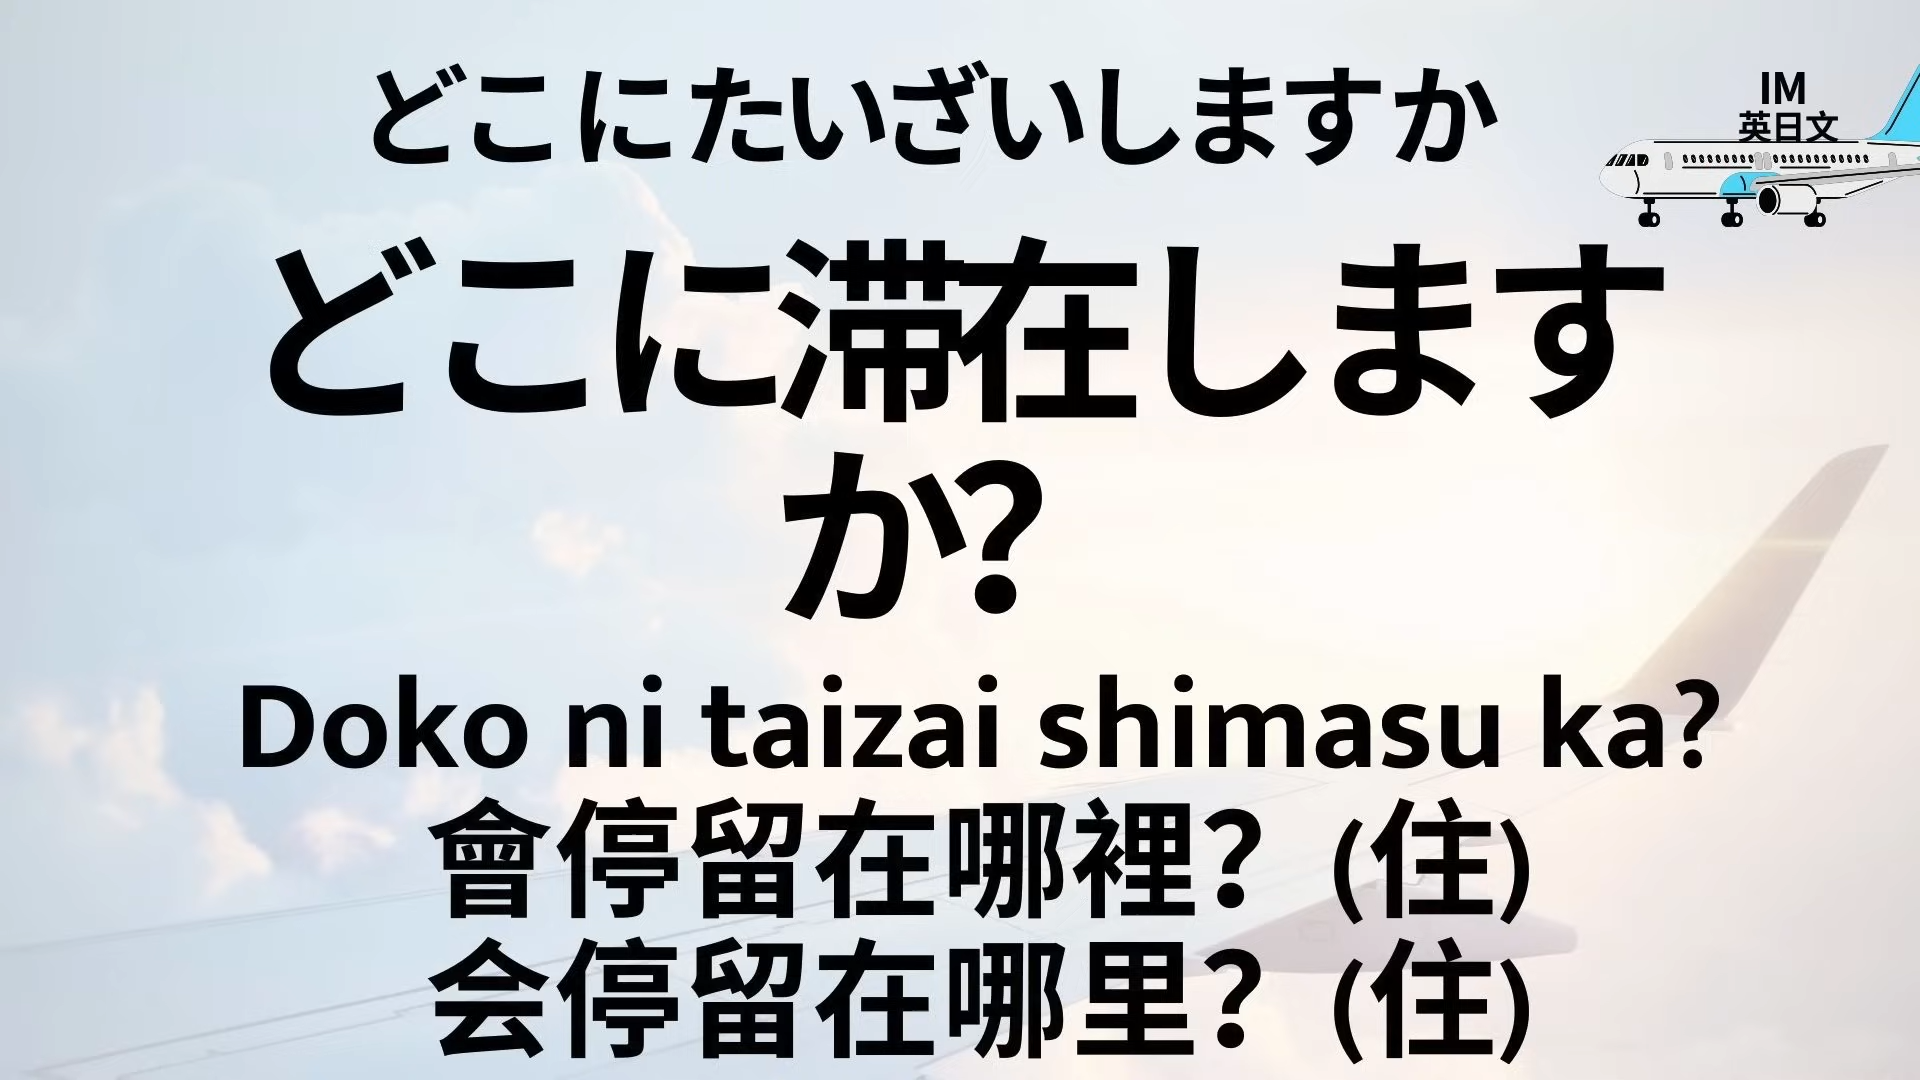 どこにたいざいしますか
IM
英日文
どこに滞在します
か?
Doko ni taizai shimasu ka?
會停留在哪裡？(住)
会停留在哪里？(住)